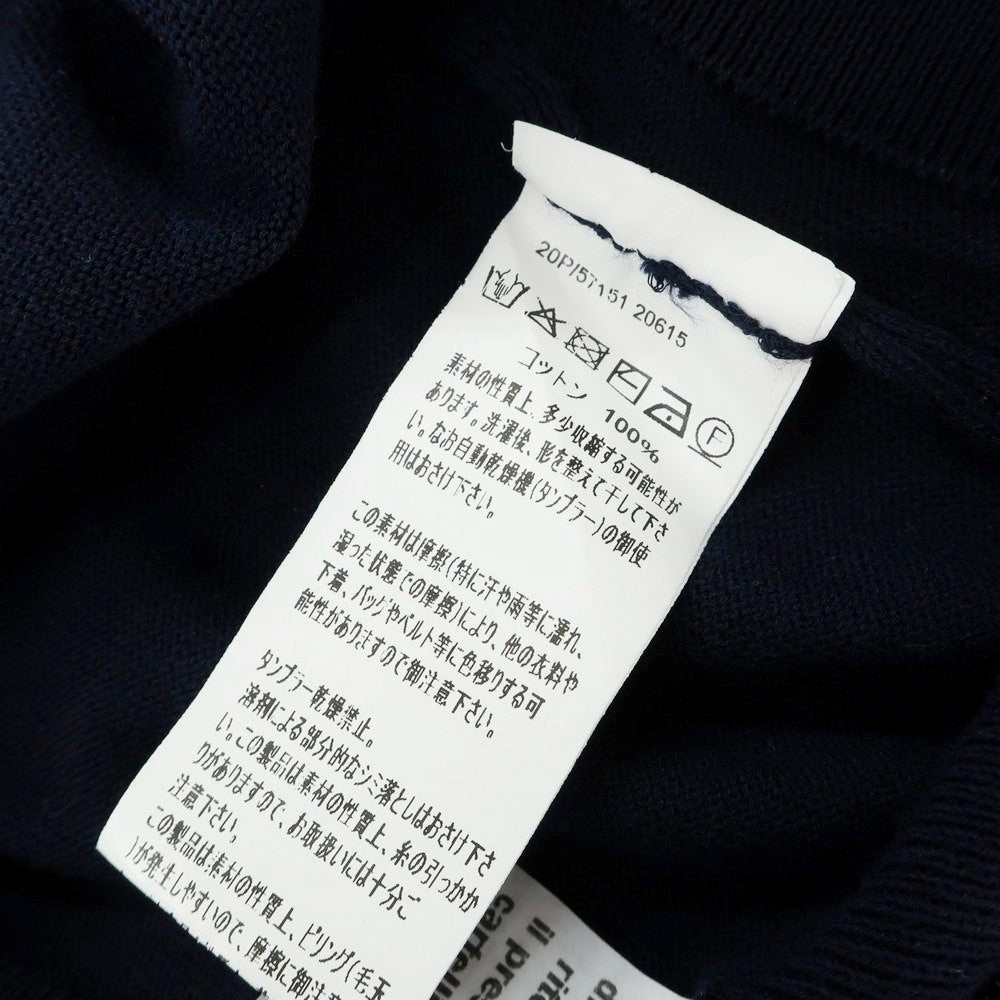 20P/57151 20615
コットン 100%
素材の性質上、多少収縮する可能性が
あります。洗濯後、形を整えて干して下さ
い。なお自動乾燥機(タンブラー)の御使
用はおさけ下さい。
この素材は摩擦(特に汗や雨等に濡れ、
湿った状態での摩擦)により、他の衣料や
下着、バッグやベルト等に色移りする可
能性がありますので御注意下さい。
タンブラー乾燥禁止。
溶剤による部分的なシミ落としはおさけ下さ
い。この製品は素材の性質上、糸の引っかか
りがありますので、お取扱いには十分ご
注意下さい。
この製品は素材の性質上、ピリング(毛玉
)が発生しやすいので、摩擦に御注
F
il pres
rite